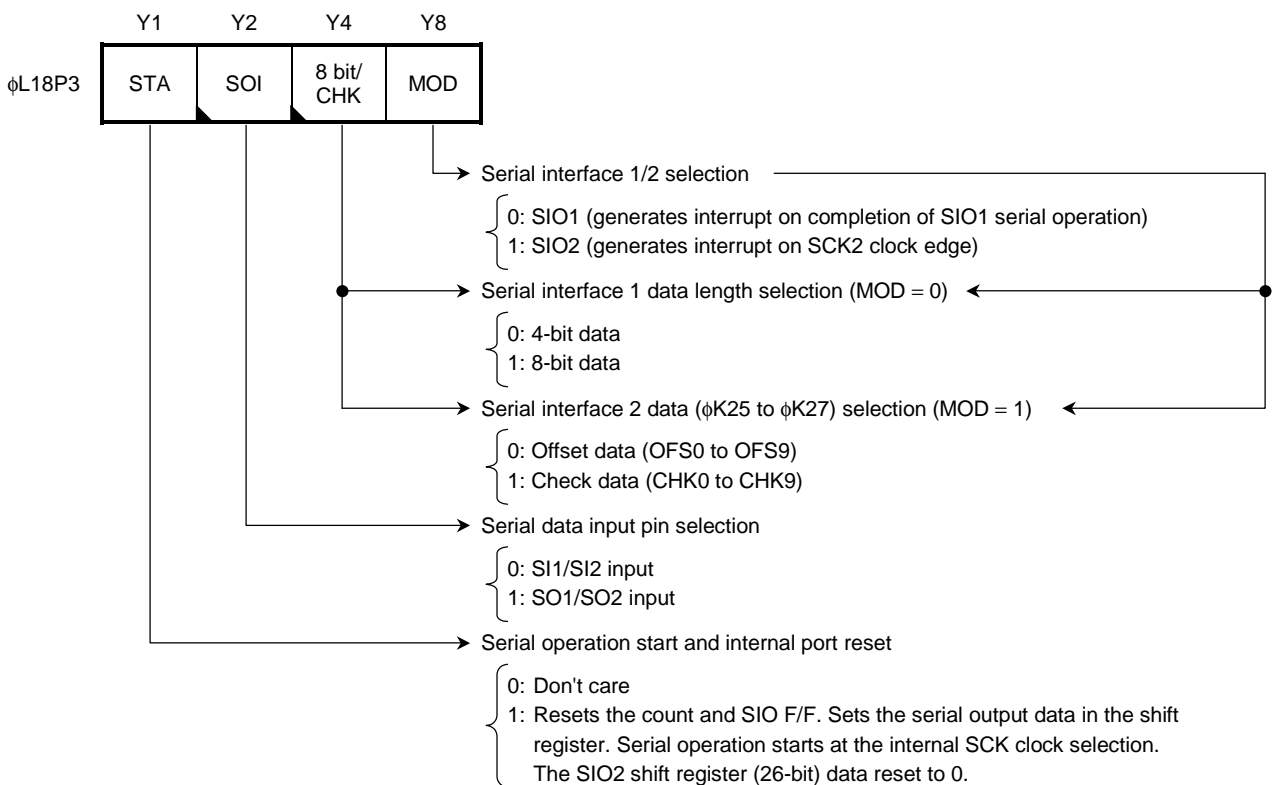 Y1 Y2 Y4 Y8
ϕL18P3 STA SOI 8 bit/ CHK MOD
Serial interface 1/2 selection
0: SIO1 (generates interrupt on completion of SIO1 serial operation)
1: SIO2 (generates interrupt on SCK2 clock edge)
Serial interface 1 data length selection (MOD = 0)
0: 4-bit data
1: 8-bit data
Serial interface 2 data (ϕK25 to ϕK27) selection (MOD = 1)
0: Offset data (OFS0 to OFS9)
1: Check data (CHK0 to CHK9)
Serial data input pin selection
0: SI1/SI2 input
1: SO1/SO2 input
Serial operation start and internal port reset
0: Don't care
1: Resets the count and SIO F/F. Sets the serial output data in the shift
register. Serial operation starts at the internal SCK clock selection.
The SIO2 shift register (26-bit) data reset to 0.